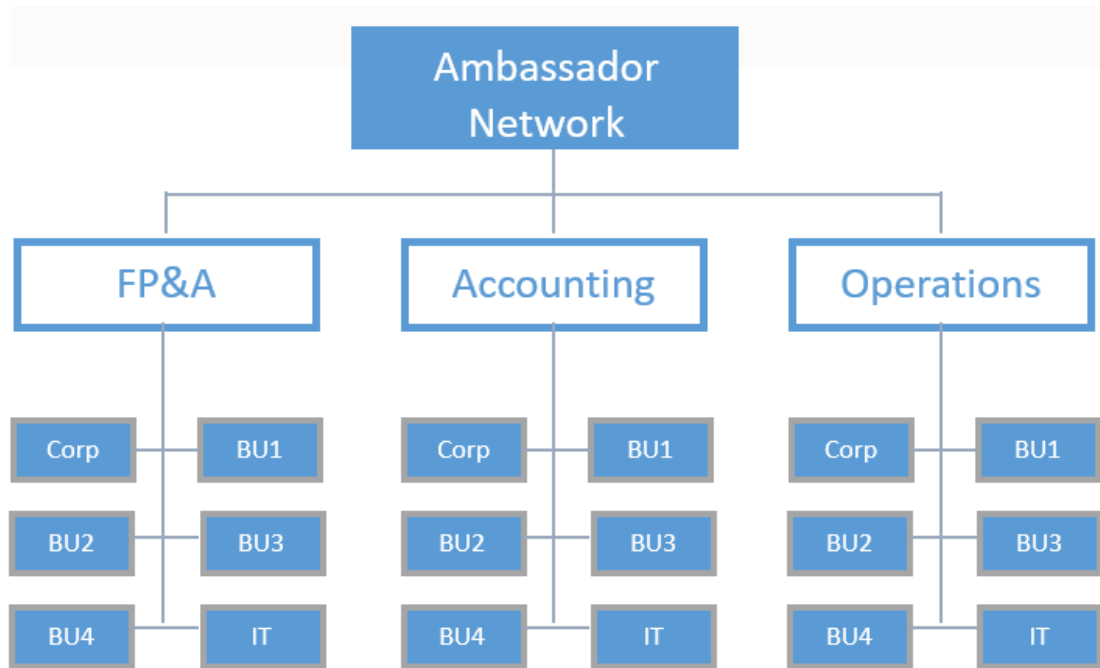 Ambassador
Network
FP&A
Accounting
Operations
Corp
BU1
Corp
BU1
Corp
BU1
BU2
BU3
BU2
BU3
BU2
BU3
BU4
IT
BU4
IT
BU4
IT